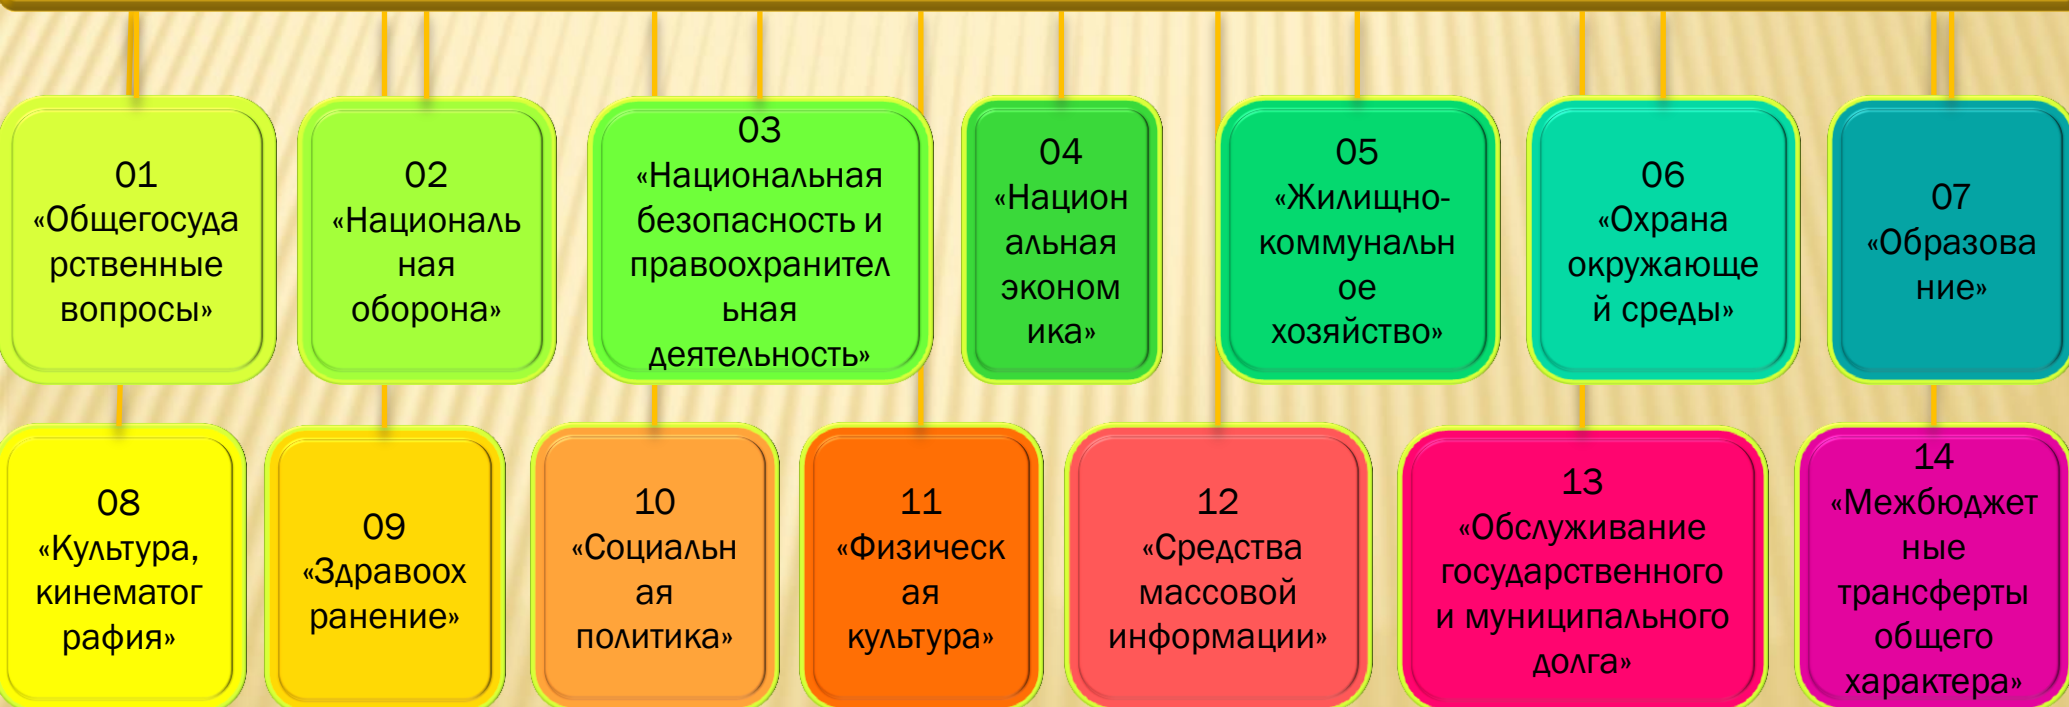 01
«Общегосуда
рственные
вопросы»
02
«Националь
ная
оборона»
03
«Национальная
безопасность и
правоохранител
ьная
деятельность»
04
«Национ
альная
эконом
ика»
05
«Жилищно-
коммунальн
ое
хозяйство»
06
«Охрана
окружающе
й среды»
07
«Образова
ние»
08
«Культура,
кинематог
рафия»
09
«Здравоох
ранение»
10
«Социальн
ая
политика»
11
«Физическ
ая
культура»
12
«Средства
массовой
информации»
13
«Обслуживание
государственного
и муниципального
долга»
14
«Межбюджет
ные
трансферты
общего
характера»